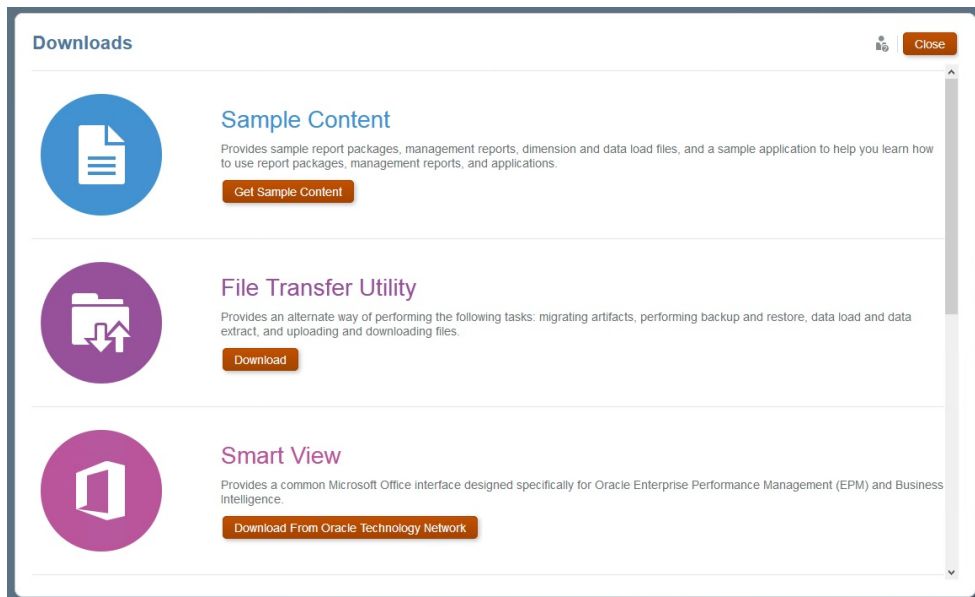 Downloads
Close
Sample Content
Provides sample report packages, management reports, dimension and data load files, and a sample application to help you learn how
to use report packages, management reports, and applications.
Get Sample Content
File Transfer Utility
Provides an alternate way of performing the following tasks: migrating artifacts, performing backup and restore, data load and data
extract, and uploading and downloading files.
Download
Smart View
Provides a common Microsoft Office interface designed specifically for Oracle Enterprise Performance Management (EPM) and Business
Intelligence.
Download From Oracle Technology Network